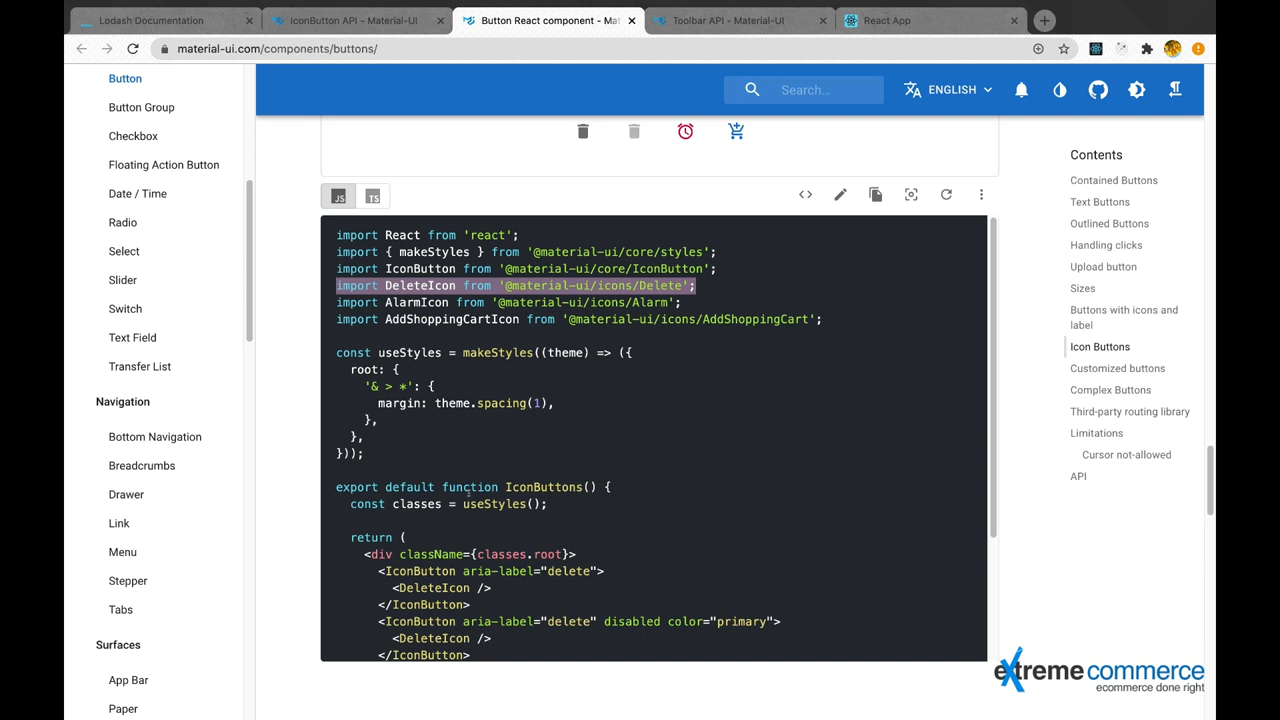 Lodash Documentation
IconButton API - Material-UI
Button React component - Mat
Toolbar API - Material-UI
React App
material-ui.com/components/buttons/
Search...
ENGLISH
Button
Button Group
Checkbox
Floating Action Button
Date / Time
Radio
Select
Slider
Switch
Text Field
Transfer List
Navigation
Bottom Navigation
Breadcrumbs
Drawer
Link
Menu
Stepper
Tabs
Surfaces
App Bar
Paper
JS
TS
import React from 'react';
import { makeStyles } from '@material-ui/core/styles';
import IconButton from '@material-ui/core/IconButton';
import DeleteIcon from '@material-ui/icons/Delete';
import AlarmIcon from '@material-ui/icons/Alarm';
import AddShoppingCartIcon from '@material-ui/icons/AddShoppingCart';
const useStyles = makeStyles((theme) => ({
root: {
'& > *': {
margin: theme.spacing(1),
},
},
}));
export default function IconButtons() {
const classes = useStyles();
return (
<div className={classes.root}>
<IconButton aria-label="delete">
<DeleteIcon />
</IconButton>
<IconButton aria-label="delete" disabled color="primary">
<DeleteIcon />
</IconButton>
Contents
Contained Buttons
Text Buttons
Outlined Buttons
Handling clicks
Upload button
Sizes
Buttons with icons and
label
Icon Buttons
Customized buttons
Complex Buttons
Third-party routing library
Limitations
Cursor not-allowed
API
eXtreme commerce
ecommerce done right